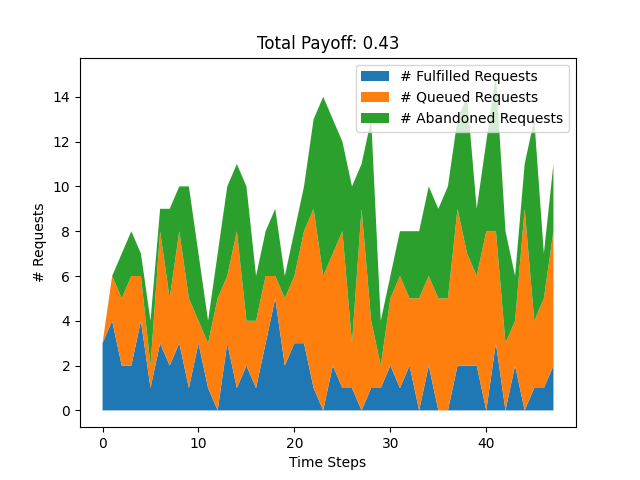 Total Payoff: 0.43
# Fulfilled Requests
# Queued Requests
# Abandoned Requests
14
12
10
8
6
4
2
0
# Requests
0 10 20 30 40
Time Steps